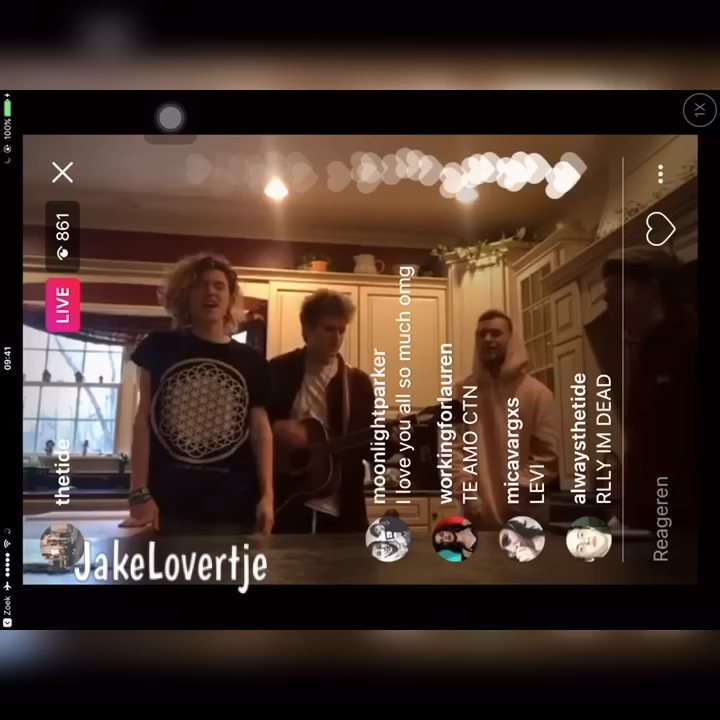 Zoek
09:41
100%
1X
thetide
LIVE
861
moonlightparker
I love you all so much omg
workingforlauren
TE AMO CTN
micavargxs
LEVI
alwaysthetide
RLLY IM DEAD
Reageren
JakeLovertje